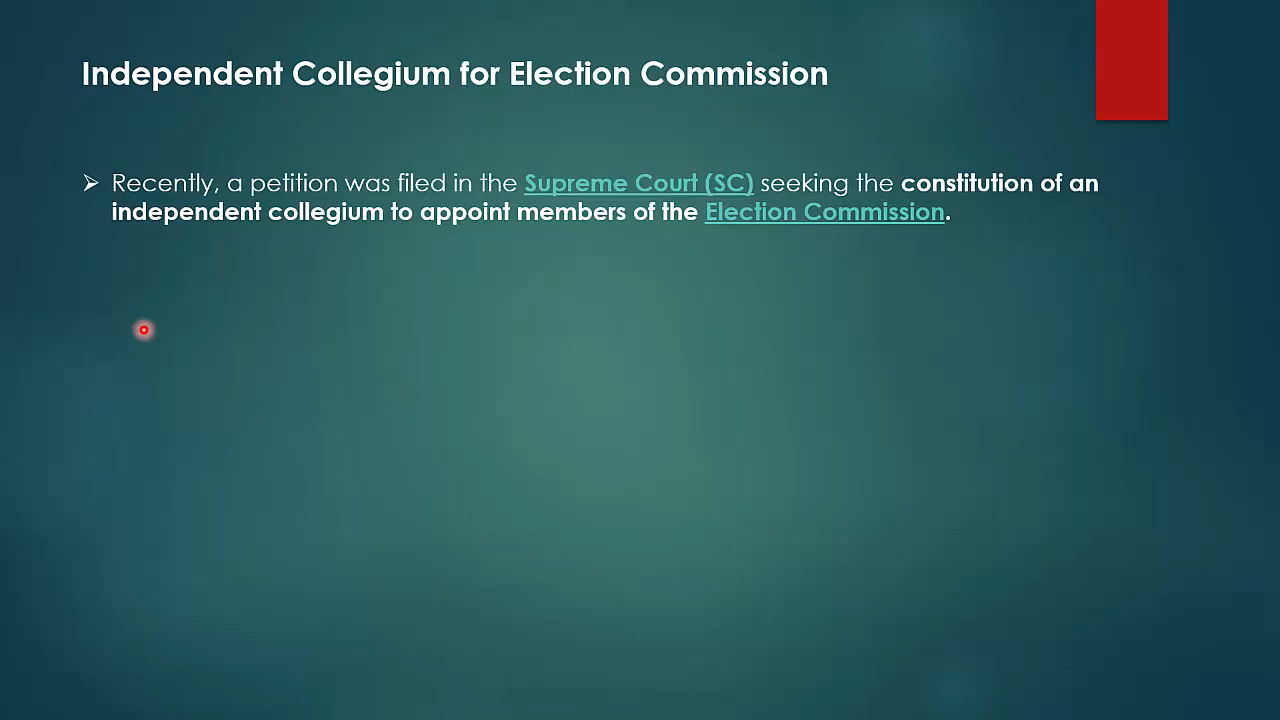 Independent Collegium for Election Commission
Recently, a petition was filed in the Supreme Court (SC) seeking the constitution of an
independent collegium to appoint members of the Election Commission.